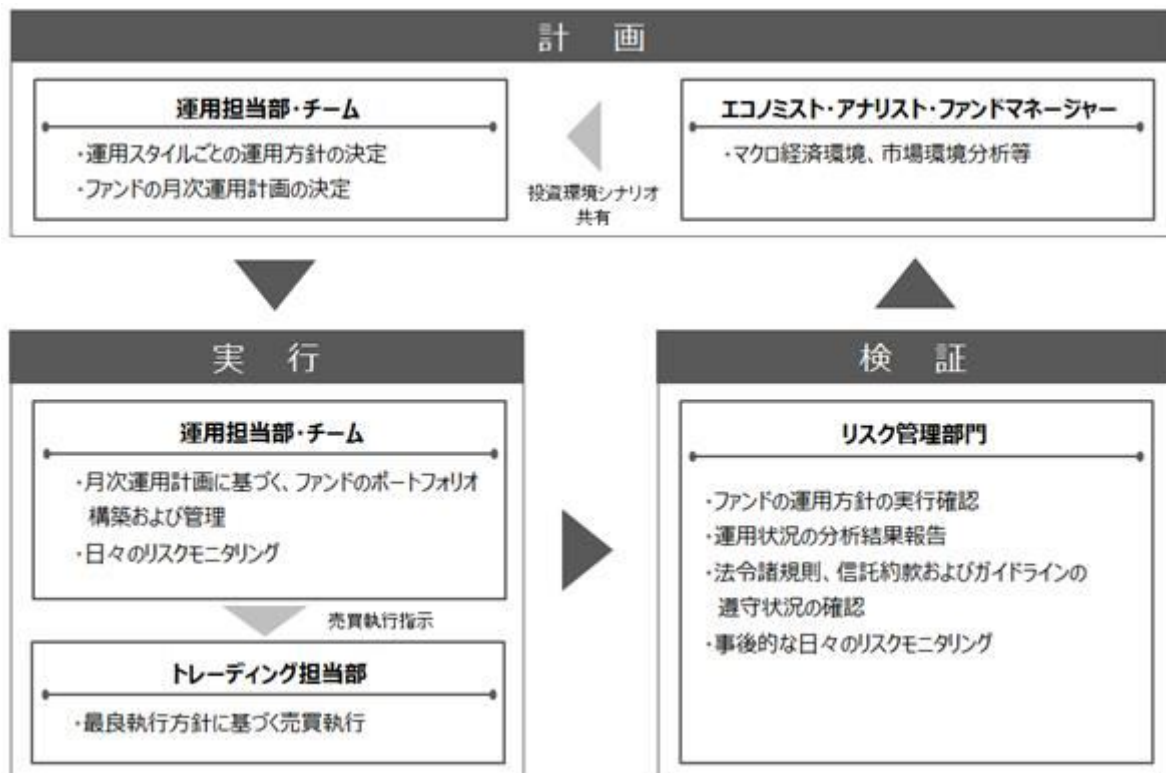 計 画
運用担当部・チーム
・運用スタイルごとの運用方針の決定
・ファンドの月次運用計画の決定
投資環境シナリオ
共有
エコノミスト・アナリスト・ファンドマネージャー
・マクロ経済環境、市場環境分析等
実 行
運用担当部・チーム
・月次運用計画に基づく、ファンドのポートフォリオ
構築および管理
・日々のリスクモニタリング
売買執行指示
トレーディング担当部
・最良執行方針に基づく売買執行
検 証
リスク管理部門
・ファンドの運用方針の実行確認
・運用状況の分析結果報告
・法令諸規則、信託約款およびガイドラインの
遵守状況の確認
・事後的な日々のリスクモニタリング